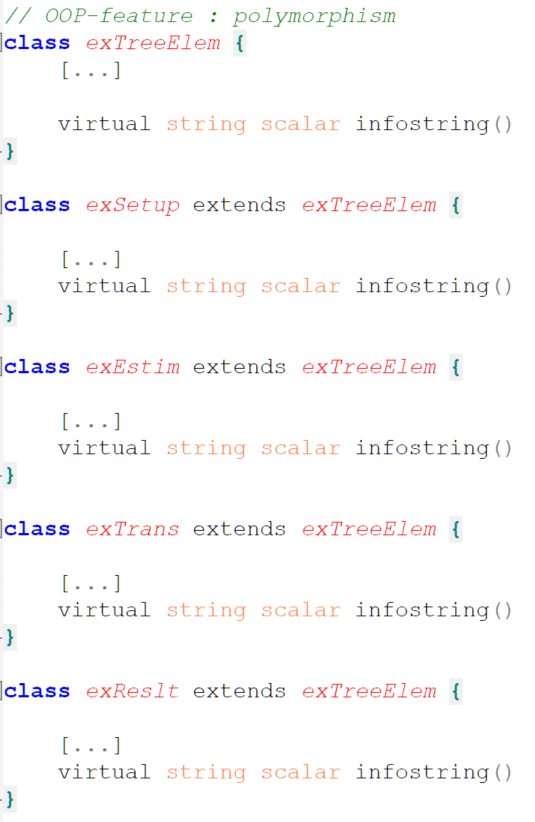 // OOP-feature : polymorphism
class exTreeElem {
[...]
virtual string scalar infostring()
}
class exSetup extends exTreeElem {
[...]
virtual string scalar infostring()
}
class exEstim extends exTreeElem {
[...]
virtual string scalar infostring()
}
class exTrans extends exTreeElem {
[...]
virtual string scalar infostring()
}
class exReslt extends exTreeElem {
[...]
virtual string scalar infostring()
}